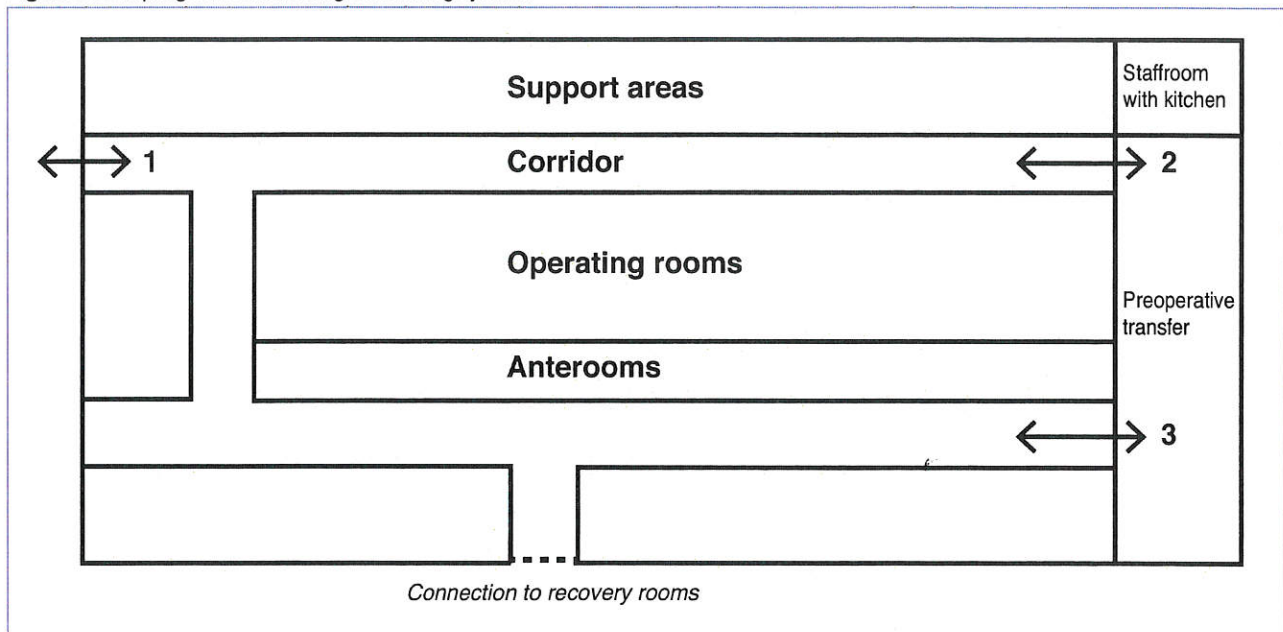 Support areas
Staffroom
with kitchen
1
Corridor
2
Operating rooms
Preoperative
transfer
Anterooms
3
Connection to recovery rooms